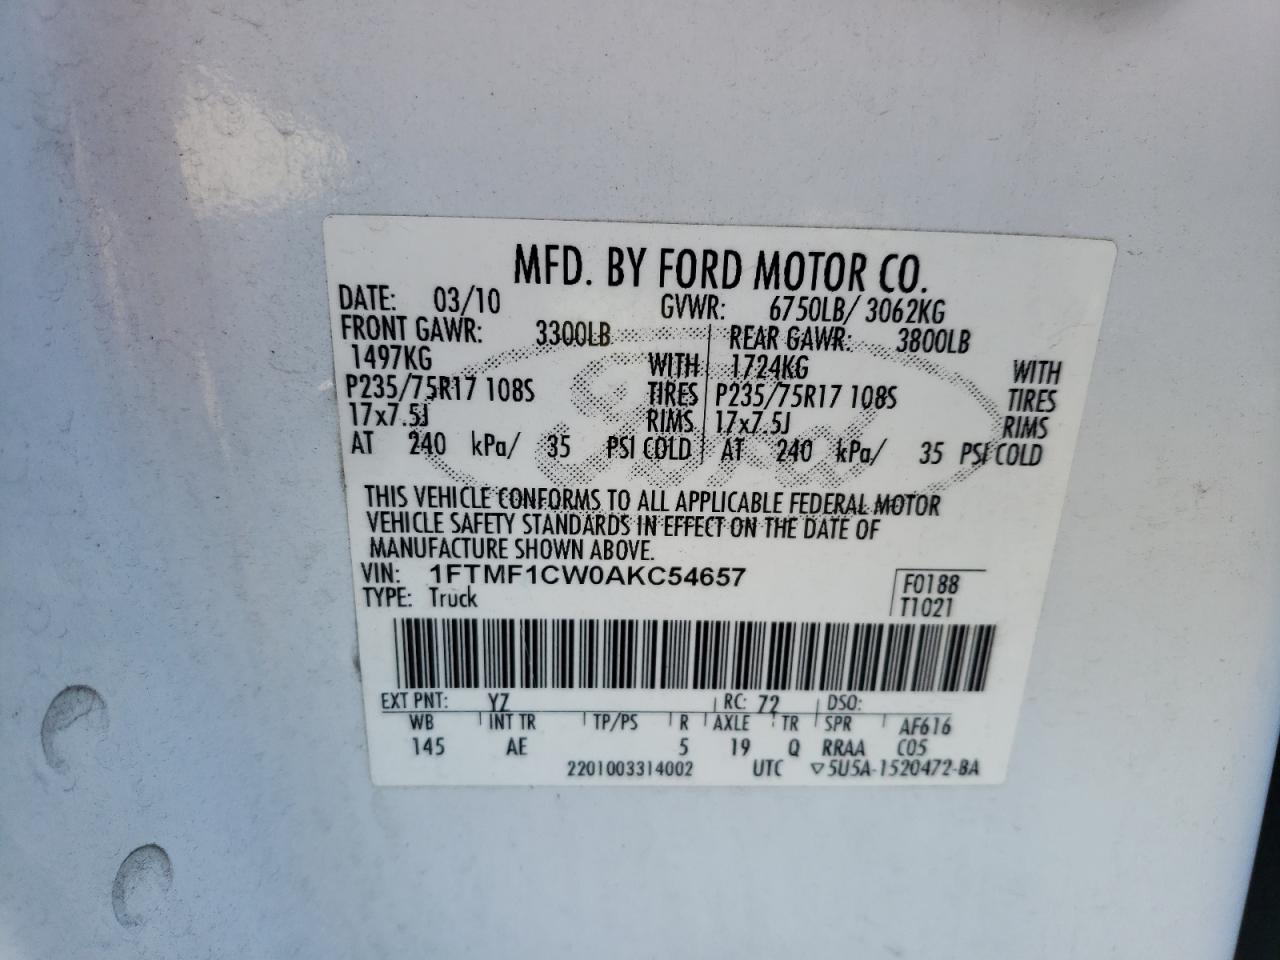 MFD. BY FORD MOTOR CO.
DATE: 03/10 GVWR: 6750LB/ 3062KG
FRONT GAWR: 3300LB REAR GAWR: 3800LB
1497KG WITH 1724KG WITH
P235/75R17 108S TIRES P235/75R17 108S TIRES
17x7.5J RIMS 17x7.5J RIMS
AT 240 kPa/ 35 PSI COLD AT 240 kPa/ 35 PSI COLD
Ford
THIS VEHICLE CONFORMS TO ALL APPLICABLE FEDERAL MOTOR
VEHICLE SAFETY STANDARDS IN EFFECT ON THE DATE OF
MANUFACTURE SHOWN ABOVE.
VIN: 1FTMF1CW0AKC54657 F0188
TYPE: Truck T1021
EXT PNT: YZ RC: 72 DSO:
WB INT TR TP/PS R AXLE TR SPR AF616
145 AE 5 19 Q RRAA C05
2201003314002 UTC ▽5U5A-1520472-BA